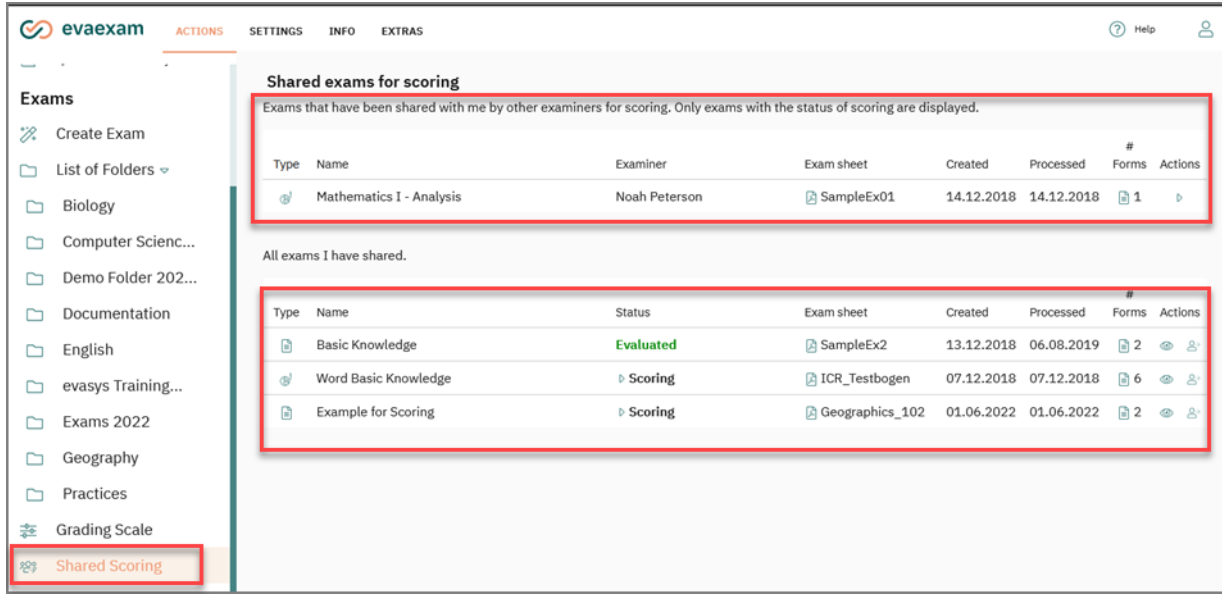 evaexam ACTIONS SETTINGS INFO EXTRAS ? Help
Exams
Create Exam
List of Folders
Biology
Computer Scienc...
Demo Folder 202...
Documentation
English
evasys Training...
Exams 2022
Geography
Practices
Grading Scale
Shared Scoring
Shared exams for scoring
Exams that have been shared with me by other examiners for scoring. Only exams with the status of scoring are displayed.
Type Name Examiner Exam sheet Created Processed # Forms Actions
Mathematics I - Analysis Noah Peterson SampleEx01 14.12.2018 14.12.2018 1
All exams I have shared.
Type Name Status Exam sheet Created Processed # Forms Actions
Basic Knowledge Evaluated SampleEx2 13.12.2018 06.08.2019 2
Word Basic Knowledge Scoring ICR_Testbogen 07.12.2018 07.12.2018 6
Example for Scoring Scoring Geographics_102 01.06.2022 01.06.2022 2